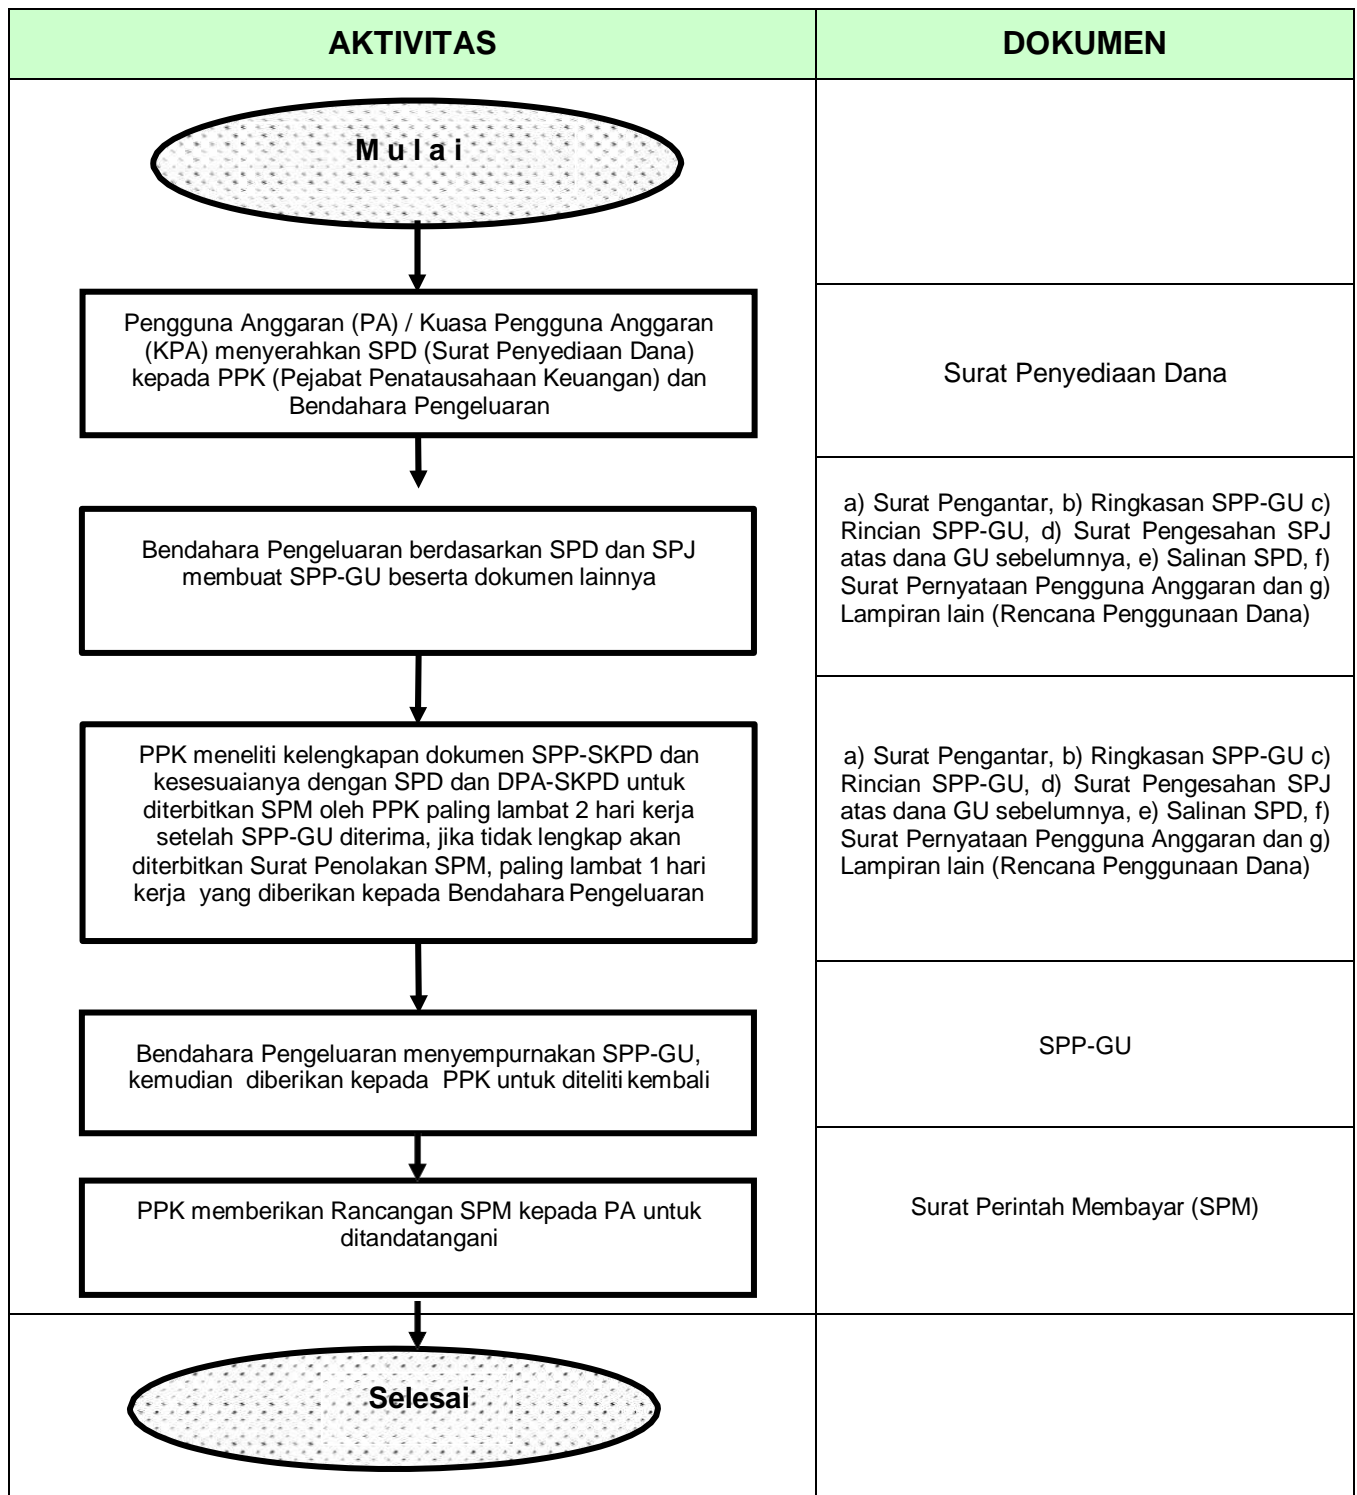 AKTIVITAS
DOKUMEN
M u l a i
Pengguna Anggaran (PA) / Kuasa Pengguna Anggaran
(KPA) menyerahkan SPD (Surat Penyediaan Dana)
kepada PPK (Pejabat Penatausahaan Keuangan) dan
Bendahara Pengeluaran
Surat Penyediaan Dana
Bendahara Pengeluaran berdasarkan SPD dan SPJ
membuat SPP-GU beserta dokumen lainnya
a) Surat Pengantar, b) Ringkasan SPP-GU c)
Rincian SPP-GU, d) Surat Pengesahan SPJ
atas dana GU sebelumnya, e) Salinan SPD, f)
Surat Pernyataan Pengguna Anggaran dan g)
Lampiran lain (Rencana Penggunaan Dana)
PPK meneliti kelengkapan dokumen SPP-SKPD dan
kesesuaianya dengan SPD dan DPA-SKPD untuk
diterbitkan SPM oleh PPK paling lambat 2 hari kerja
setelah SPP-GU diterima, jika tidak lengkap akan
diterbitkan Surat Penolakan SPM, paling lambat 1 hari
kerja yang diberikan kepada Bendahara Pengeluaran
a) Surat Pengantar, b) Ringkasan SPP-GU c)
Rincian SPP-GU, d) Surat Pengesahan SPJ
atas dana GU sebelumnya, e) Salinan SPD, f)
Surat Pernyataan Pengguna Anggaran dan g)
Lampiran lain (Rencana Penggunaan Dana)
Bendahara Pengeluaran menyempurnakan SPP-GU,
kemudian diberikan kepada PPK untuk diteliti kembali
SPP-GU
PPK memberikan Rancangan SPM kepada PA untuk
ditandatangani
Surat Perintah Membayar (SPM)
Selesai